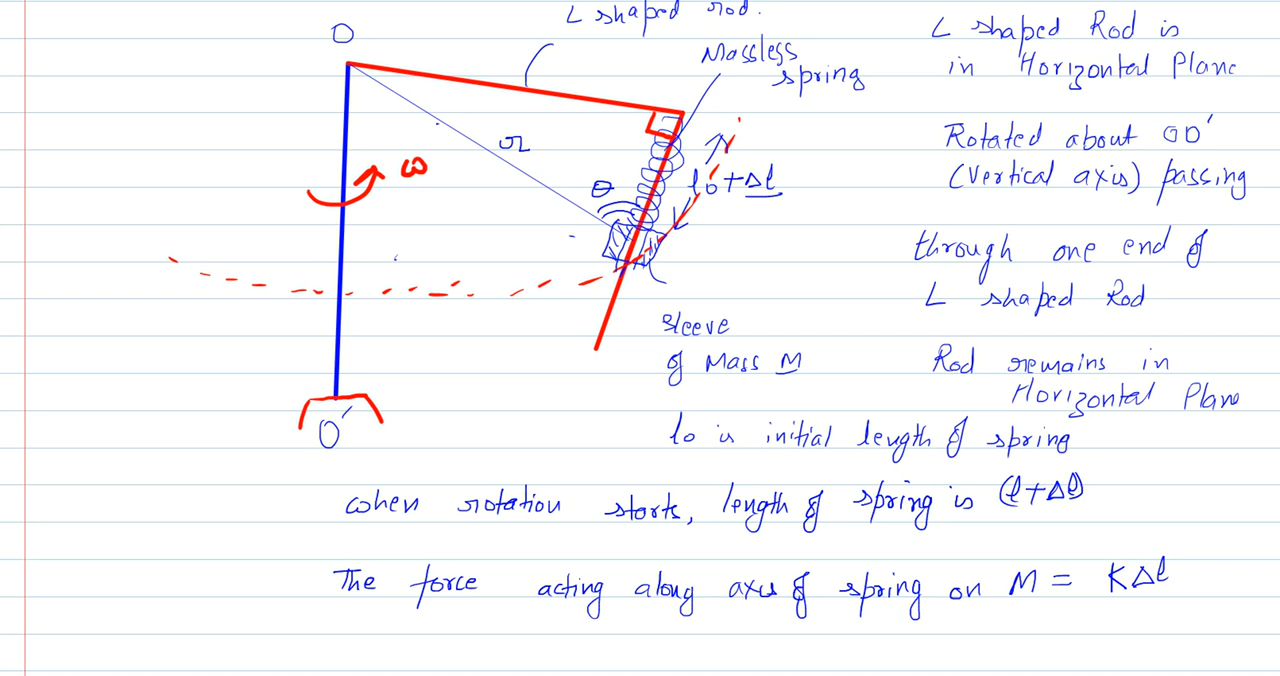 L shaped rod.
O
Massless
spring
L shaped Rod is
in Horizontal Plane
r
ω
θ
l0+Δl
Rotated about OO'
(Vertical axis) passing
through one end of
L shaped Rod
sleeve
of Mass M
Rod remains in
Horizontal Plane
O'
l0 is initial length of spring
when rotation starts, length of spring is (l+Δl)
The force acting along axis of spring on M = KΔl